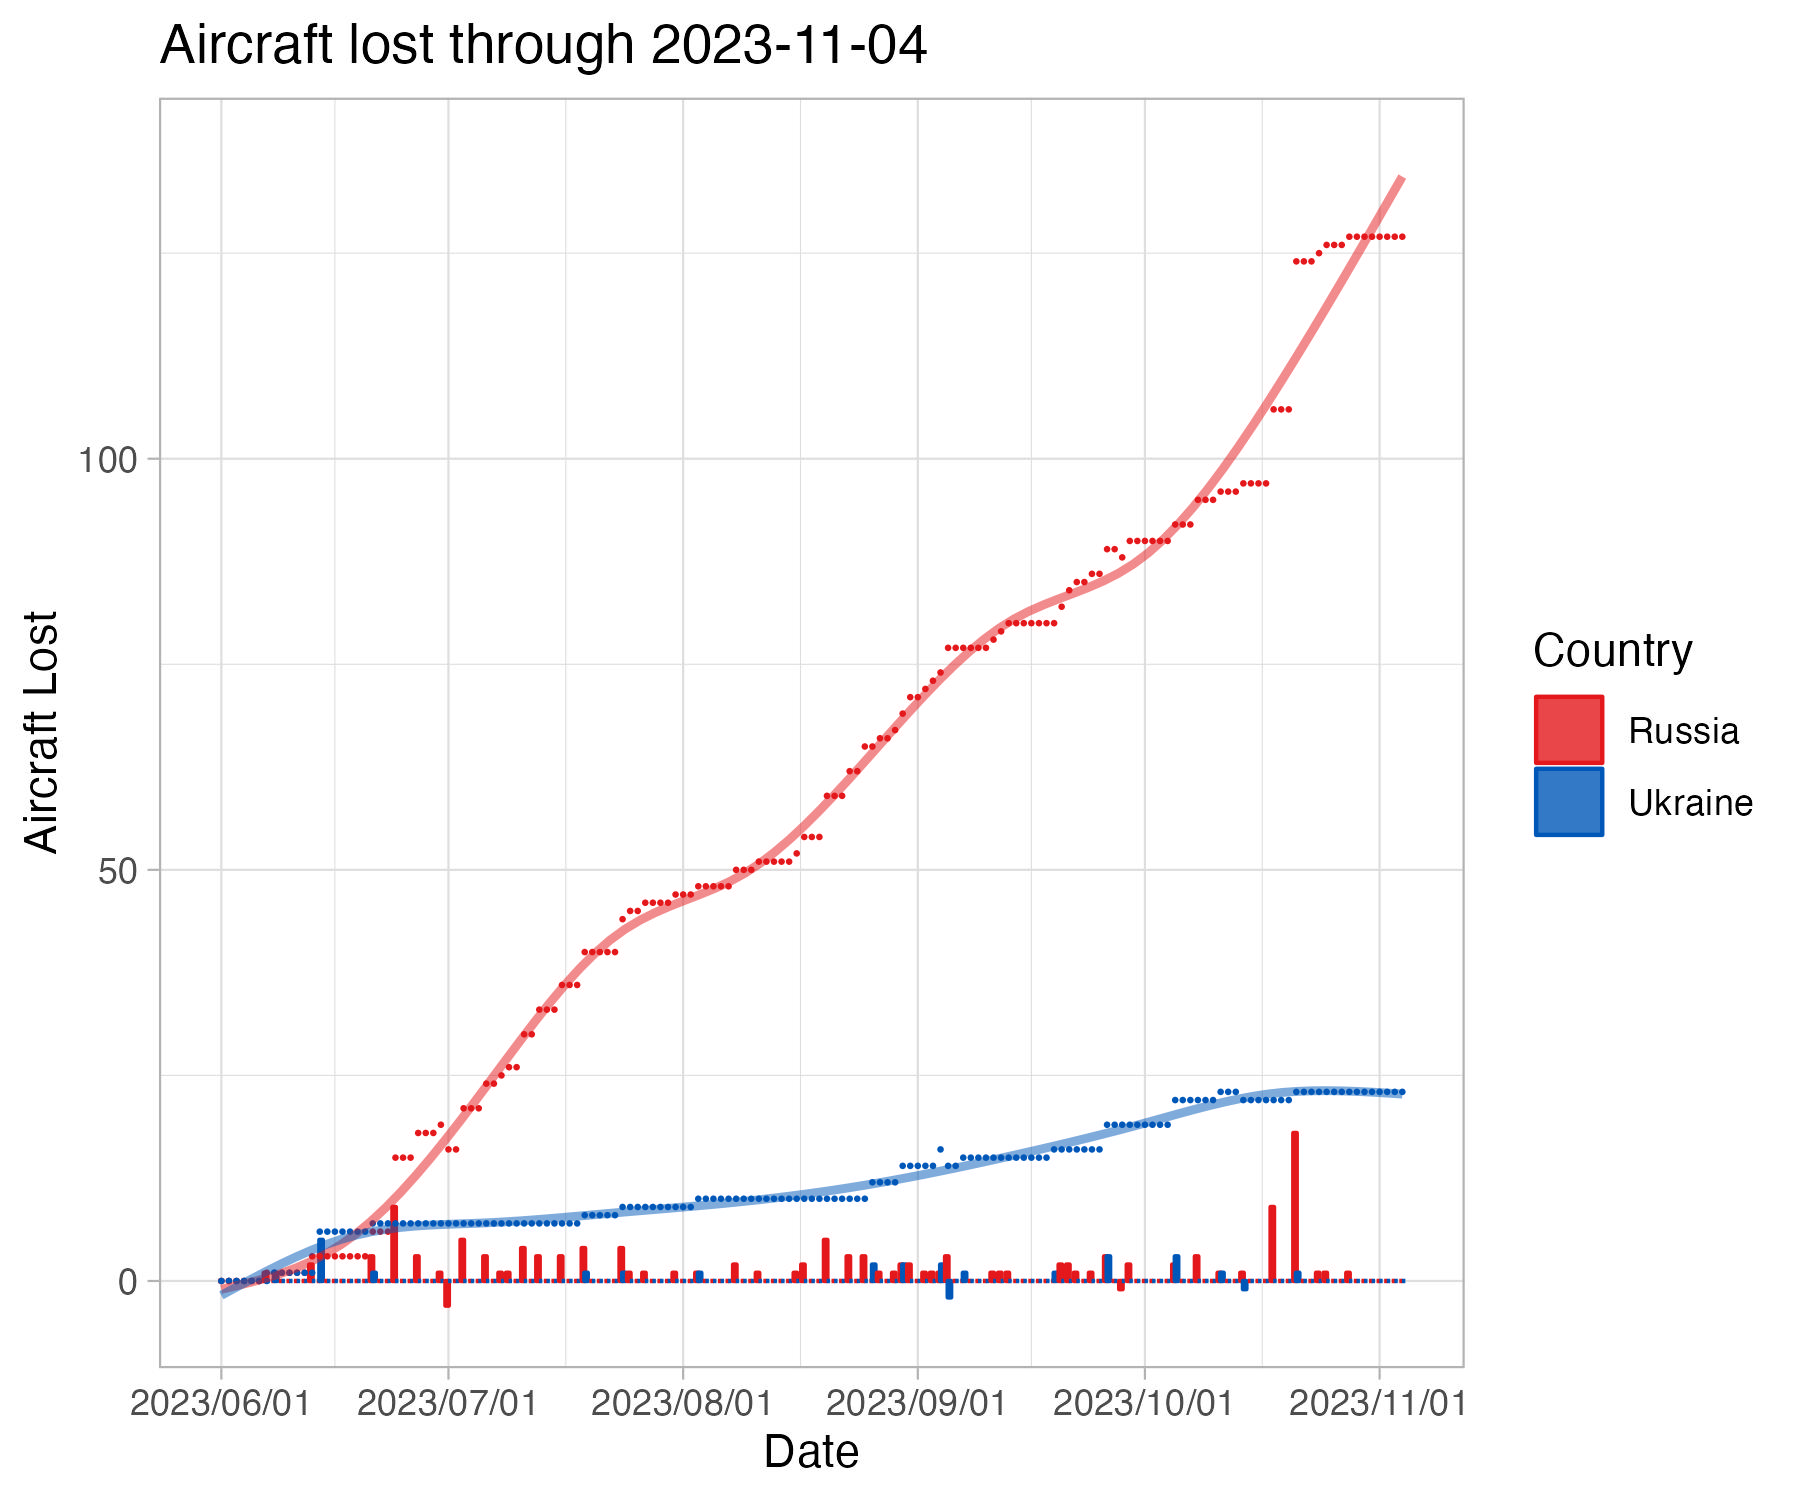 Aircraft lost through 2023-11-04
Aircraft Lost
100
50
0
2023/06/01 2023/07/01 2023/08/01 2023/09/01 2023/10/01 2023/11/01
Date
Country
Russia
Ukraine